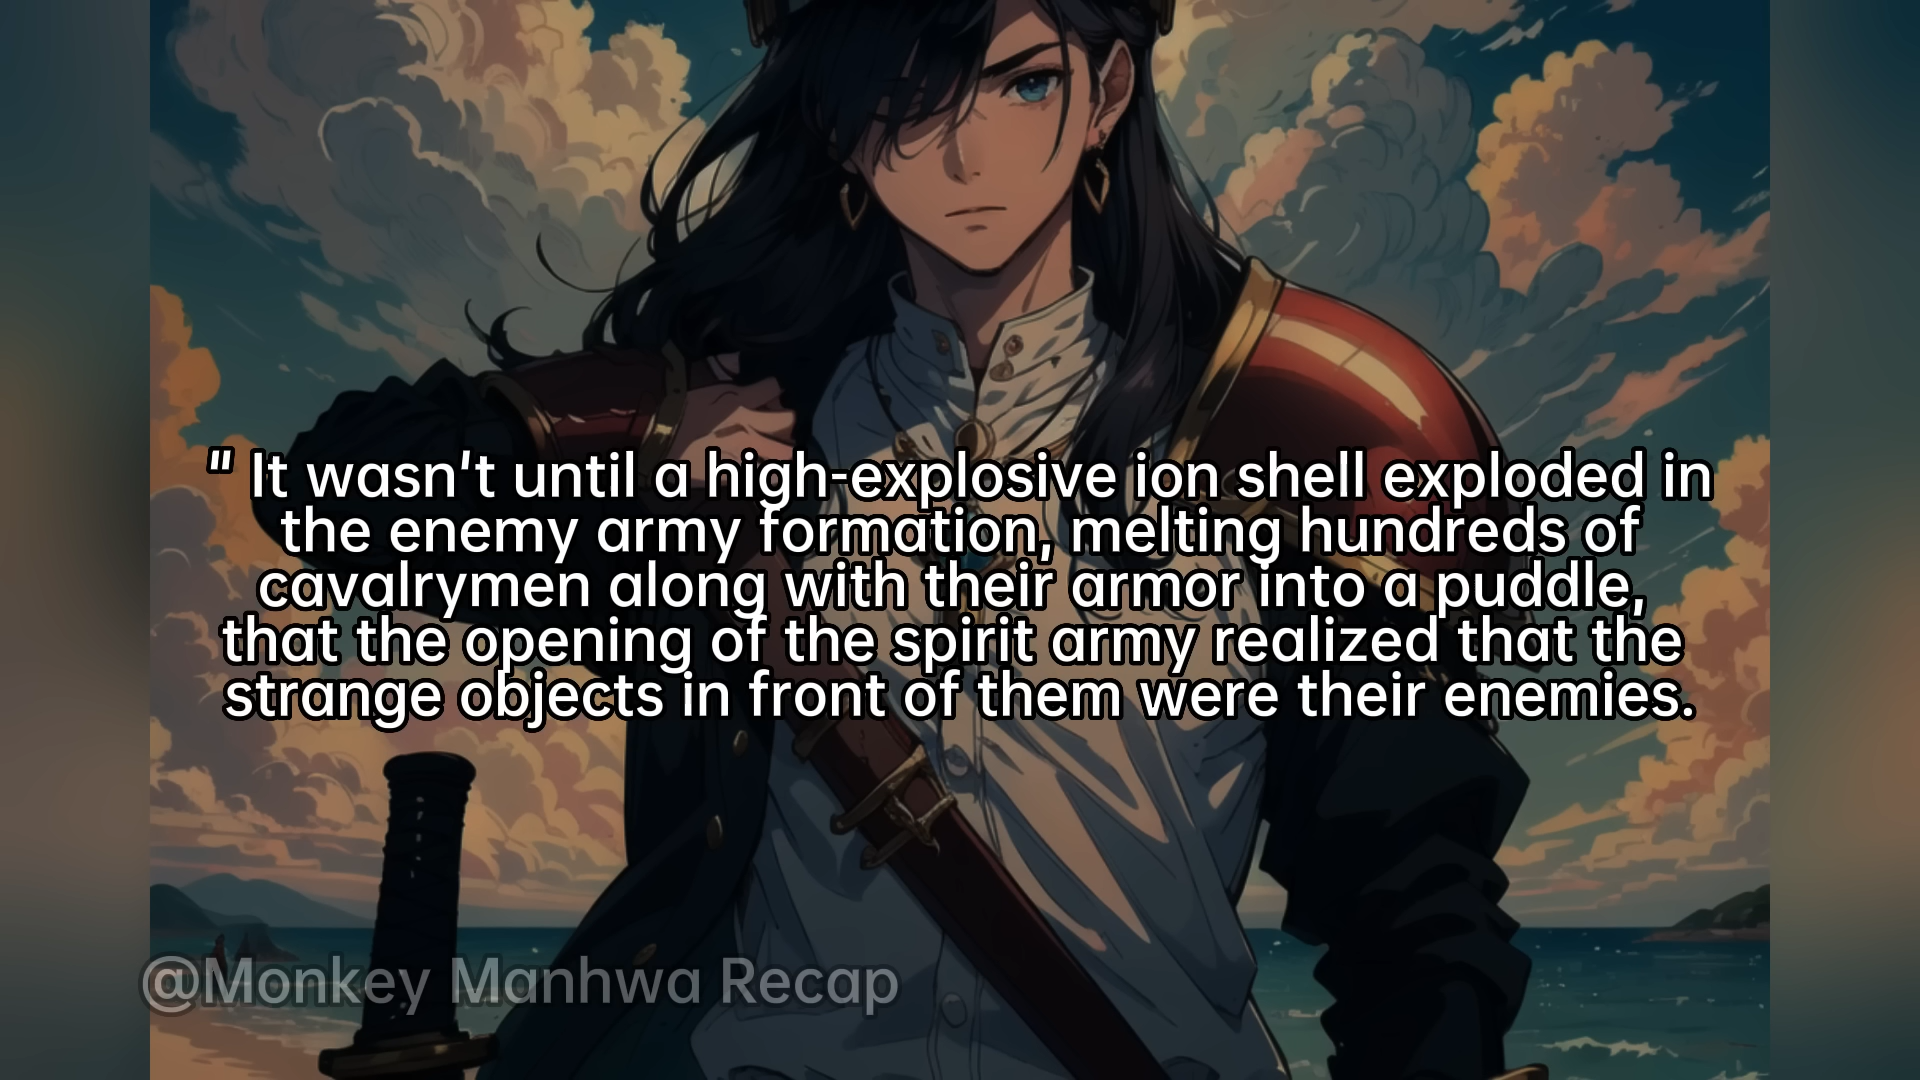 " It wasn't until a high-explosive ion shell exploded in
the enemy army formation, melting hundreds of
cavalrymen along with their armor into a puddle,
that the opening of the spirit army realized that the
strange objects in front of them were their enemies.
@Monkey Manhwa Recap